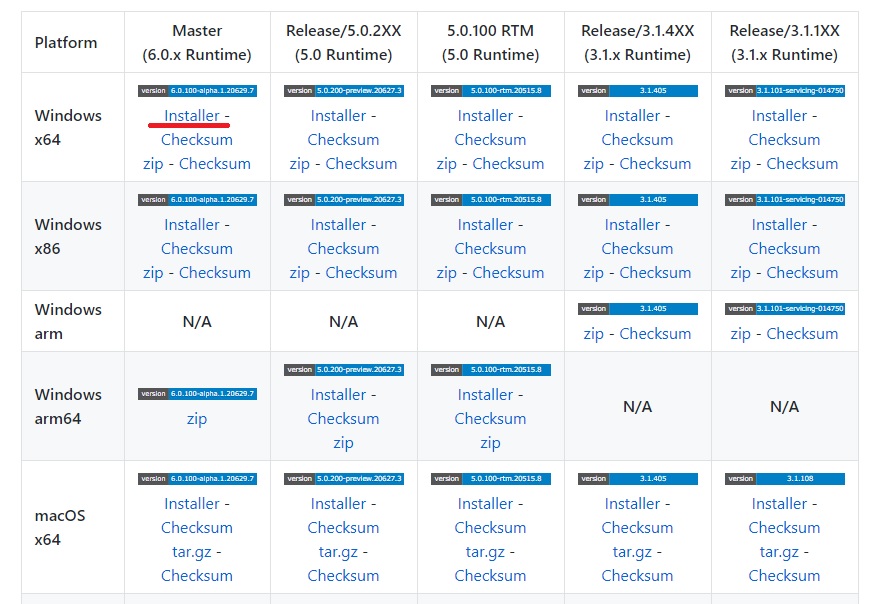 Platform
Master
(6.0.x Runtime)
Release/5.0.2XX
(5.0 Runtime)
5.0.100 RTM
(5.0 Runtime)
Release/3.1.4XX
(3.1.x Runtime)
Release/3.1.1XX
(3.1.x Runtime)
Windows
x64
version 6.0.100-alpha.1.20629.7
Installer -
Checksum
zip - Checksum
version 5.0.200-preview.20627.3
Installer -
Checksum
zip - Checksum
version 5.0.100-rtm.20515.8
Installer -
Checksum
zip - Checksum
version 3.1.405
Installer -
Checksum
zip - Checksum
version 3.1.101-servicing-014750
Installer -
Checksum
zip - Checksum
Windows
x86
version 6.0.100-alpha.1.20629.7
Installer -
Checksum
zip - Checksum
version 5.0.200-preview.20627.3
Installer -
Checksum
zip - Checksum
version 5.0.100-rtm.20515.8
Installer -
Checksum
zip - Checksum
version 3.1.405
Installer -
Checksum
zip - Checksum
version 3.1.101-servicing-014750
Installer -
Checksum
zip - Checksum
Windows
arm
N/A
N/A
N/A
version 3.1.405
zip - Checksum
version 3.1.101-servicing-014750
zip - Checksum
Windows
arm64
version 6.0.100-alpha.1.20629.7
zip
version 5.0.200-preview.20627.3
Installer -
Checksum
zip
version 5.0.100-rtm.20515.8
Installer -
Checksum
zip
N/A
N/A
macOS
x64
version 6.0.100-alpha.1.20629.7
Installer -
Checksum
tar.gz -
Checksum
version 5.0.200-preview.20627.3
Installer -
Checksum
tar.gz -
Checksum
version 5.0.100-rtm.20515.8
Installer -
Checksum
tar.gz -
Checksum
version 3.1.405
Installer -
Checksum
tar.gz -
Checksum
version 3.1.108
Installer -
Checksum
tar.gz -
Checksum